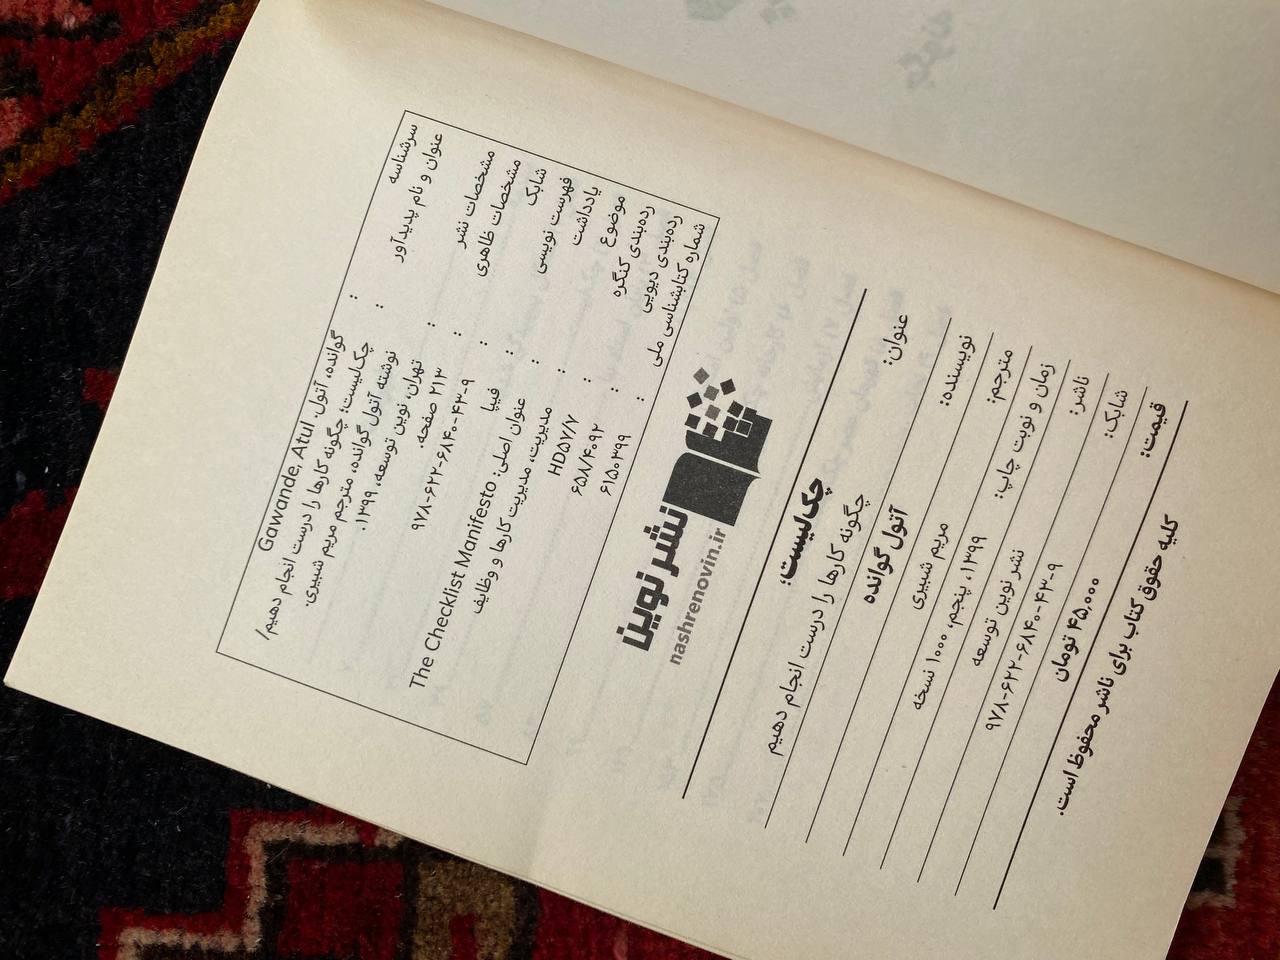 سرشناسه : گوانده، آتول، Gawande, Atul
عنوان و نام پدیدآور : چک‌لیست؛ چگونه کارها را درست انجام دهیم/
نوشته آتول گوانده، مترجم مریم شبیری.
مشخصات نشر : تهران، نوین توسعه، ۱۳۹۹.
مشخصات ظاهری : ۲۱۳ صفحه.
شابک : ۹۷۸-۶۲۲-۶۸۴۰-۴۳-۹
فهرست نویسی : فیپا
یادداشت : عنوان اصلی: The Checklist Manifesto
موضوع : مدیریت، مدیریت کارها و وظایف
رده‌بندی کنگره : HD۵۷/۷
رده‌بندی دیویی : ۶۵۸/۴۰۹۲
شماره کتابشناسی ملی : ۶۱۵۰۳۹۹
نشر نوین
nashrenovin.ir
عنوان: چک‌لیست؛
چگونه کارها را درست انجام دهیم
نویسنده: آتول گوانده
مترجم: مریم شبیری
زمان و نوبت چاپ: ۱۳۹۹، پنجم، ۱۰۰۰ نسخه
ناشر: نشر نوین توسعه
شابک: ۹۷۸-۶۲۲-۶۸۴۰-۴۳-۹
قیمت: ۴۵,۰۰۰ تومان
کلیه حقوق کتاب برای ناشر محفوظ است.